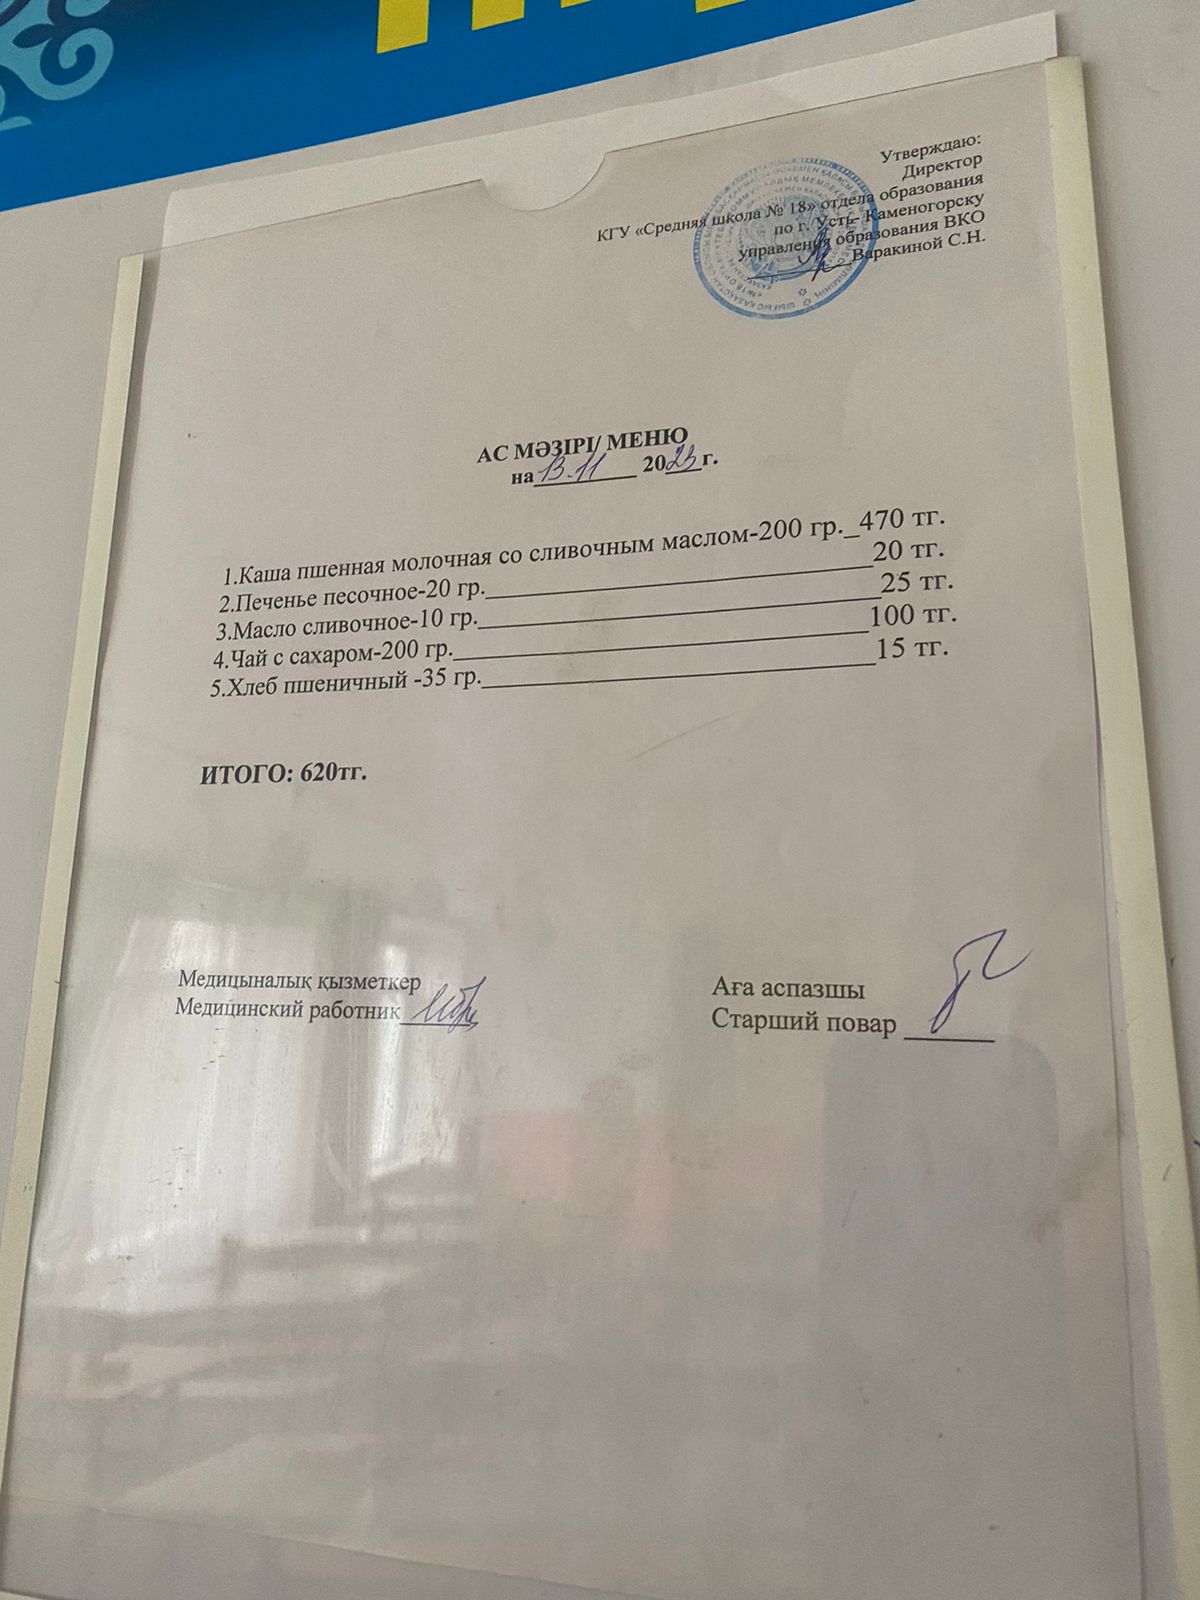 Утверждаю:
Директор
КГУ «Средняя школа № 18» отдела образования
по г. Усть- Каменогорску
управления образования ВКО
Варакиной С.Н.
АС МӘЗІРІ/ МЕНЮ
на 13.11 2023 г.
1.Каша пшенная молочная со сливочным маслом-200 гр._470 тг.
2.Печенье песочное-20 гр. 20 тг.
3.Масло сливочное-10 гр. 25 тг.
4.Чай с сахаром-200 гр. 100 тг.
5.Хлеб пшеничный -35 гр. 15 тг.
ИТОГО: 620тг.
Медицыналық қызметкер
Медицинский работник
Аға аспазшы
Старший повар